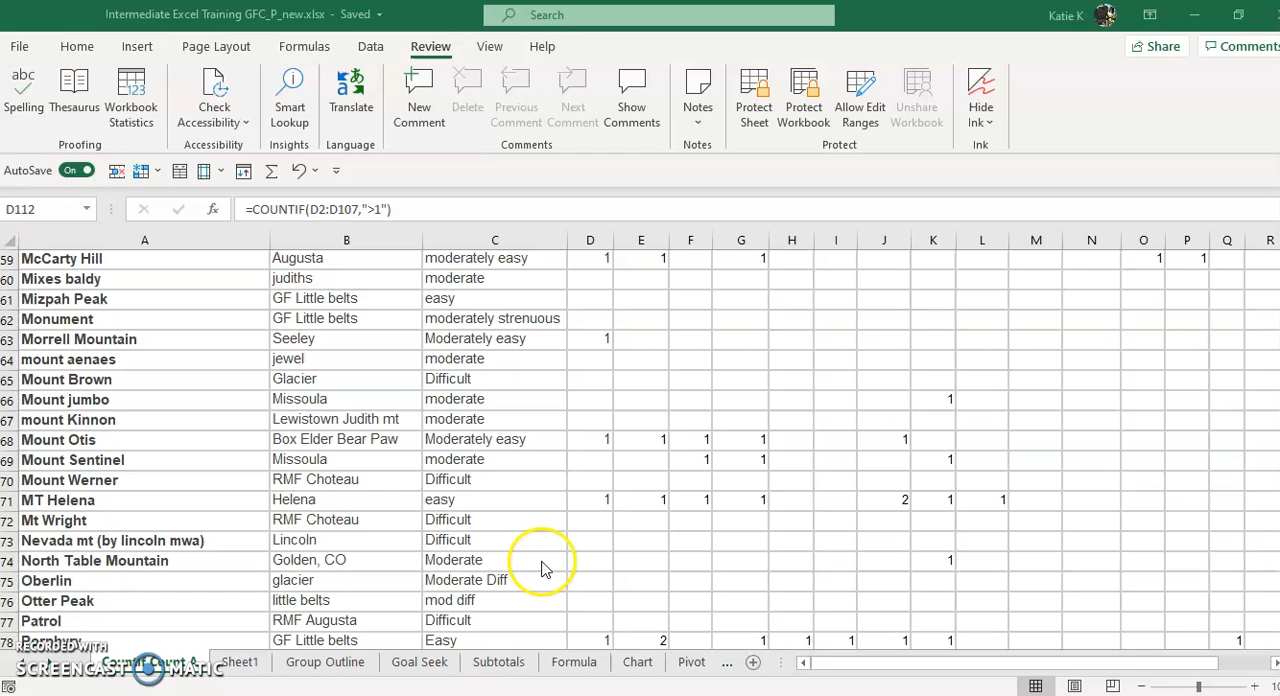 Intermediate Excel Training GFC_P_new.xlsx - Saved
Search
Katie K
File Home Insert Page Layout Formulas Data Review View Help
Share
Comments
abc
123
Spelling Thesaurus Workbook Statistics
Check Accessibility
Smart Lookup
Translate
New Comment
Delete
Previous Comment
Next Comment
Show Comments
Notes
Protect Sheet
Protect Workbook
Allow Edit Ranges
Unshare Workbook
Hide Ink
Proofing Accessibility Insights Language Comments Notes Protect Ink
AutoSave On
D112 fx =COUNTIF(D2:D107,">1")
A B C D E F G H I J K L M N O P Q R
59 McCarty Hill Augusta moderately easy 1 1 1 1 1
60 Mixes baldy judiths moderate
61 Mizpah Peak GF Little belts easy
62 Monument GF Little belts moderately strenuous
63 Morrell Mountain Seeley Moderately easy 1
64 mount aenaes jewel moderate
65 Mount Brown Glacier Difficult
66 Mount jumbo Missoula moderate 1
67 mount Kinnon Lewistown Judith mt moderate
68 Mount Otis Box Elder Bear Paw Moderately easy 1 1 1 1 1
69 Mount Sentinel Missoula moderate 1 1 1
70 Mount Werner RMF Choteau Difficult
71 MT Helena Helena easy 1 1 1 1 2 1 1
72 Mt Wright RMF Choteau Difficult
73 Nevada mt (by lincoln mwa) Lincoln Difficult
74 North Table Mountain Golden, CO Moderate 1
75 Oberlin glacier Moderate Diff
76 Otter Peak little belts mod diff
77 Patrol RMF Augusta Difficult
78 GF Little belts Easy 1 2 1 1 1 1 1 1
RECORDED WITH
SCREENCAST MATIC
Sheet1 Group Outline Goal Seek Subtotals Formula Chart Pivot ...